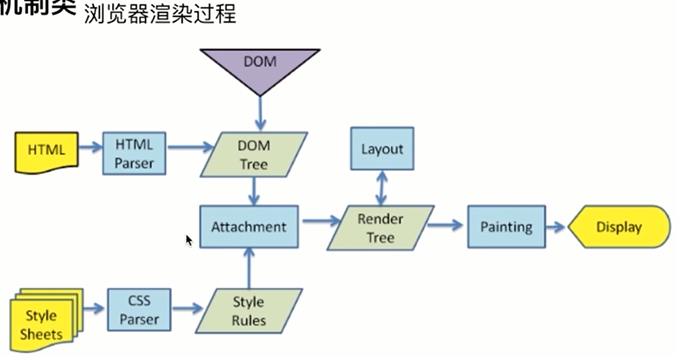 机制类 浏览器渲染过程
DOM
HTML
HTML
Parser
DOM
Tree
Layout
Attachment
Render
Tree
Painting
Display
Style
Sheets
CSS
Parser
Style
Rules